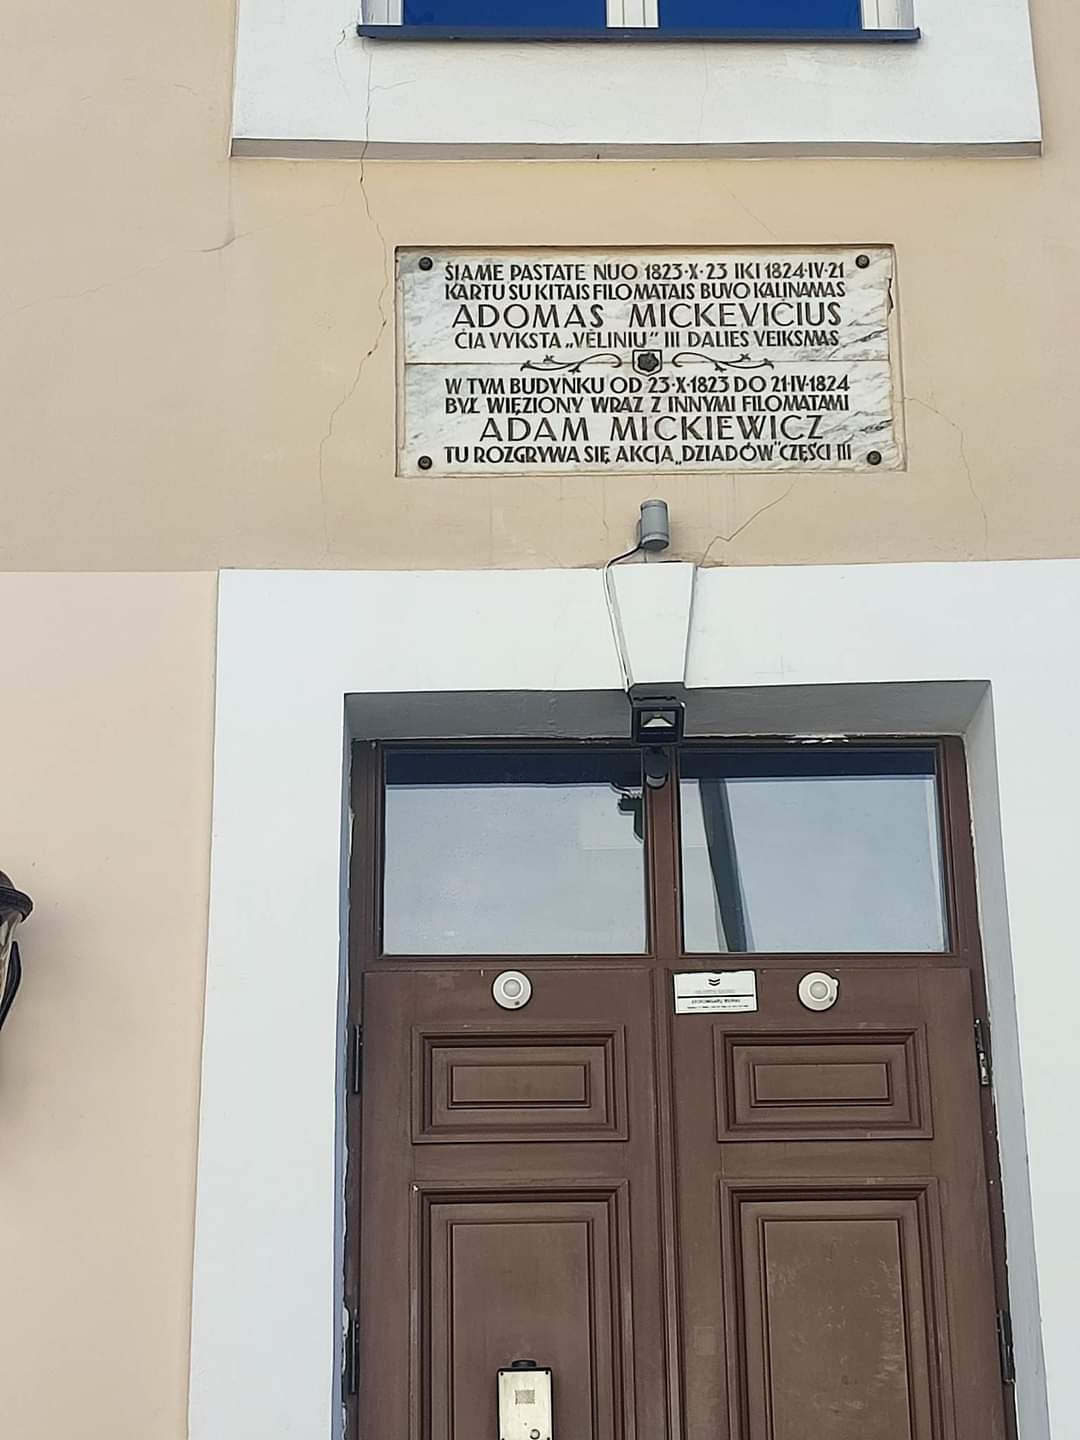 ŠIAME PASTATE NUO 1823·X·23 IKI 1824·IV·21
KARTU SU KITAIS FILOMATAIS BUVO KALINAMAS
ADOMAS MICKEVIČIUS
ČIA VYKSTA „VĖLINIŲ“ III DALIES VEIKSMAS
W TYM BUDYNKU OD 23·X·1823 DO 21·IV·1824
BYŁ WIĘZIONY WRAZ Z INNYMI FILOMATAMI
ADAM MICKIEWICZ
TU ROZGRYWA SIĘ AKCJA „DZIADÓW” CZĘŚCI III